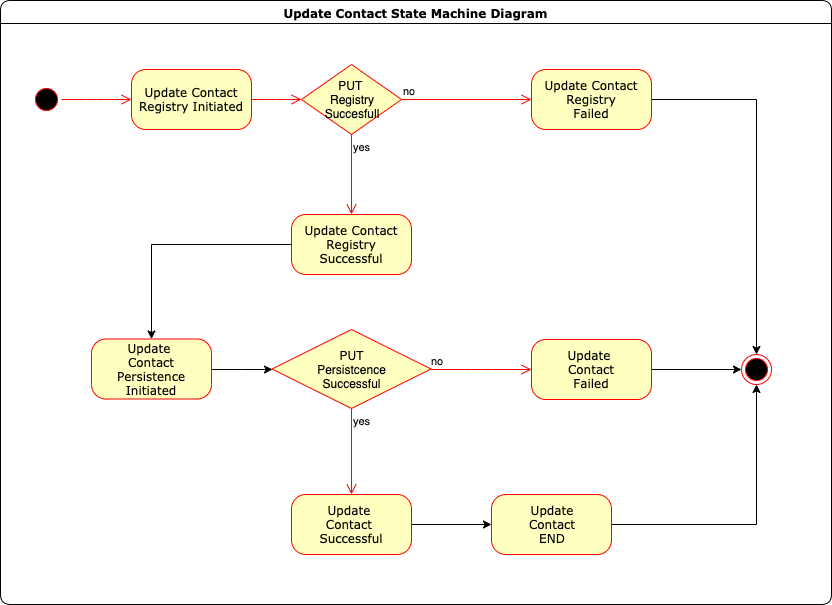 Update Contact State Machine Diagram
Update Contact
Registry Initiated
PUT
Registry
Succesfull
no
Update Contact
Registry
Failed
yes
Update Contact
Registry
Successful
Update
Contact
Persistence
Initiated
PUT
Persistcence
Successful
no
Update
Contact
Failed
yes
Update
Contact
Successful
Update
Contact
END